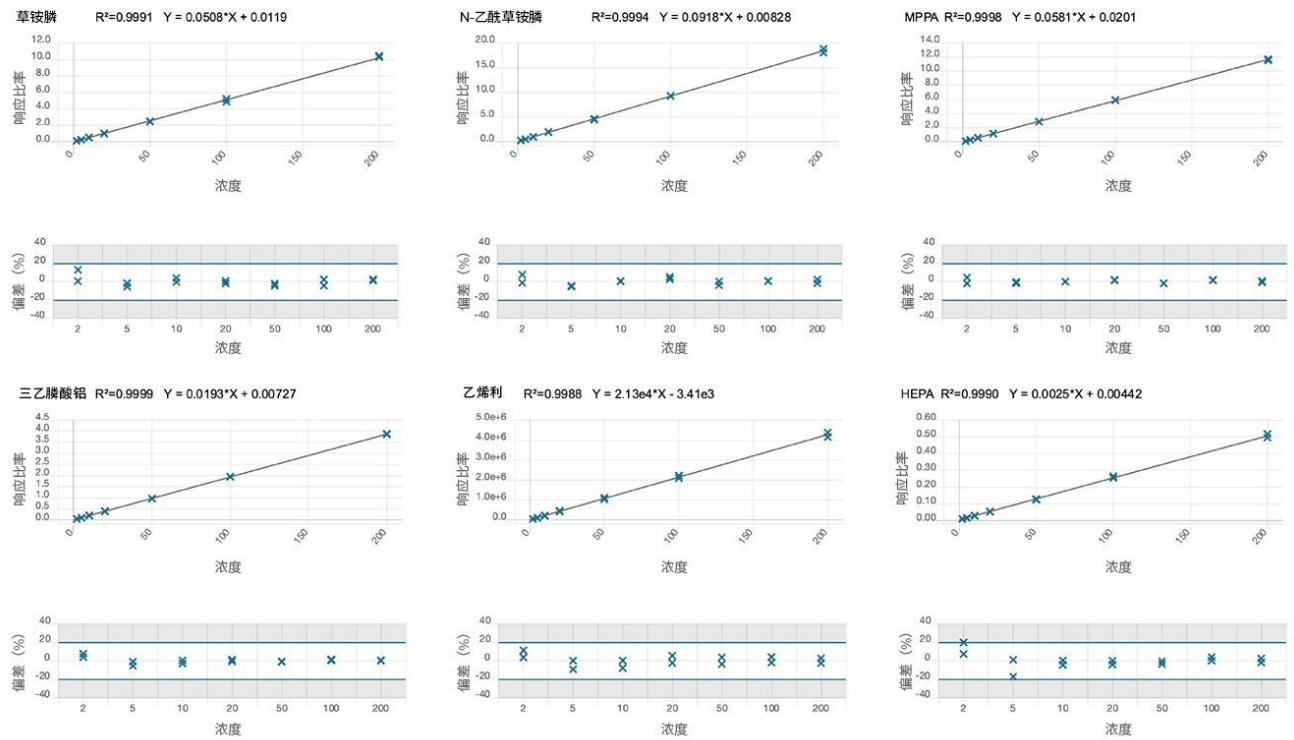 草铵膦 R²=0.9991 Y = 0.0508*X + 0.0119
12.0
10.0
8.0
6.0
4.0
2.0
0.0
响应比率
0 50 100 150 200
浓度
40
20
0
-20
-40
偏差（%）
2 5 10 20 50 100 200
浓度
N-乙酰草铵膦 R²=0.9994 Y = 0.0918*X + 0.00828
20.0
15.0
10.0
5.0
0.0
响应比率
0 50 100 150 200
浓度
40
20
0
-20
-40
偏差（%）
2 5 10 20 50 100 200
浓度
MPPA R²=0.9998 Y = 0.0581*X + 0.0201
14.0
12.0
10.0
8.0
6.0
4.0
2.0
0.0
响应比率
0 50 100 150 200
浓度
40
20
0
-20
-40
偏差（%）
2 5 10 20 50 100 200
浓度
三乙膦酸铝 R²=0.9999 Y = 0.0193*X + 0.00727
4.5
4.0
3.5
3.0
2.5
2.0
1.5
1.0
0.5
0.0
响应比率
0 50 100 150 200
浓度
40
20
0
-20
-40
偏差（%）
2 5 10 20 50 100 200
浓度
乙烯利 R²=0.9988 Y = 2.13e4*X - 3.41e3
5.0e+6
4.0e+6
3.0e+6
2.0e+6
1.0e+6
0.0
响应比率
0 50 100 150 200
浓度
40
20
0
-20
-40
偏差（%）
2 5 10 20 50 100 200
浓度
HEPA R²=0.9990 Y = 0.0025*X + 0.00442
0.60
0.50
0.40
0.30
0.20
0.10
0.00
响应比率
0 50 100 150 200
浓度
40
20
0
-20
-40
偏差（%）
2 5 10 20 50 100 200
浓度